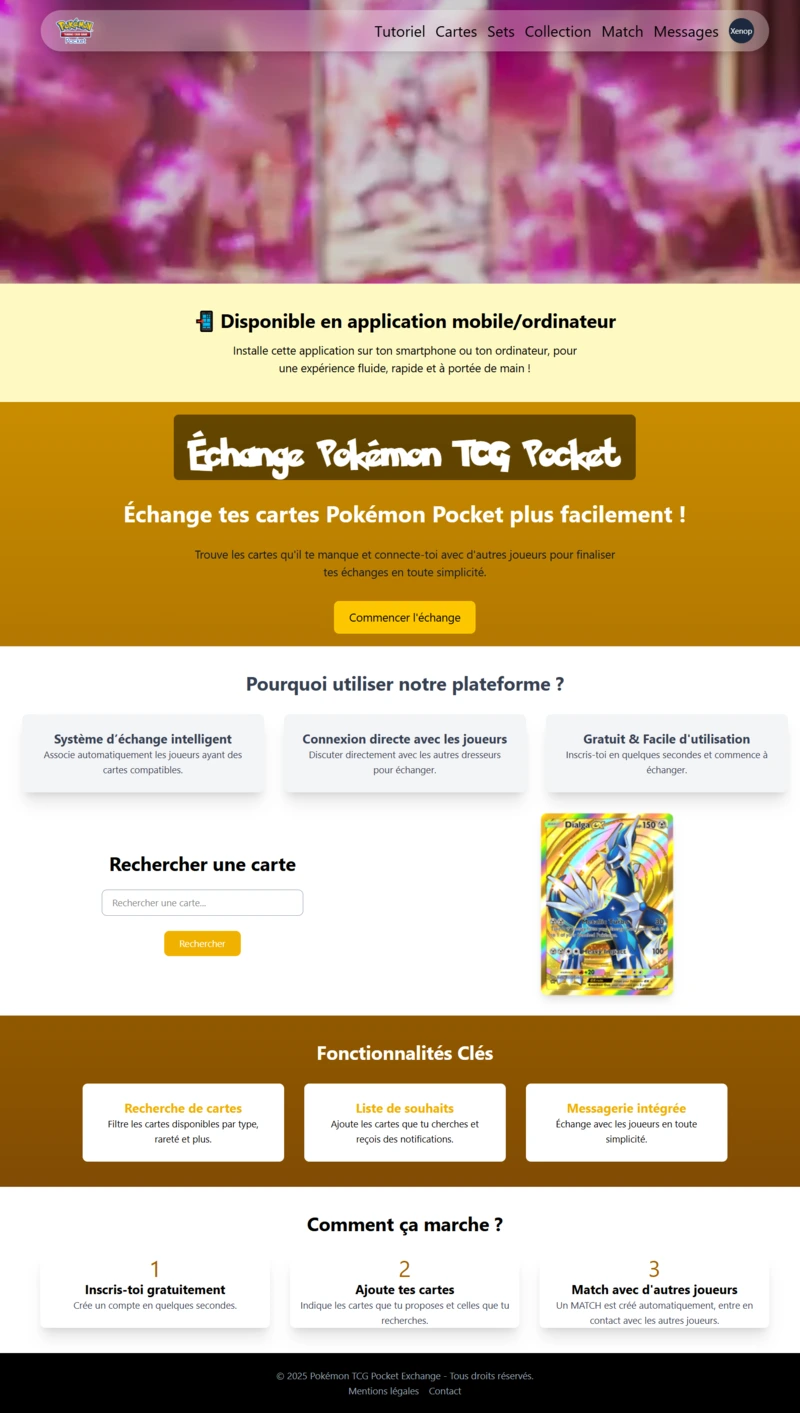 Pokémon
Pocket
Tutoriel Cartes Sets Collection Match Messages Xenop
Disponible en application mobile/ordinateur
Installe cette application sur ton smartphone ou ton ordinateur, pour
une expérience fluide, rapide et à portée de main !
Échange Pokémon TCG Pocket
Échange tes cartes Pokémon Pocket plus facilement !
Trouve les cartes qu'il te manque et connecte-toi avec d'autres joueurs pour finaliser
tes échanges en toute simplicité.
Commencer l'échange
Pourquoi utiliser notre plateforme ?
Système d’échange intelligent
Associe automatiquement les joueurs ayant des
cartes compatibles.
Connexion directe avec les joueurs
Discuter directement avec les autres dresseurs
pour échanger.
Gratuit & Facile d'utilisation
Inscris-toi en quelques secondes et commence à
échanger.
Rechercher une carte
Rechercher une carte...
Rechercher
Dialga ex 150
100
Fonctionnalités Clés
Recherche de cartes
Filtre les cartes disponibles par type,
rareté et plus.
Liste de souhaits
Ajoute les cartes que tu cherches et
reçois des notifications.
Messagerie intégrée
Échange avec les joueurs en toute
simplicité.
Comment ça marche ?
1
Inscris-toi gratuitement
Crée un compte en quelques secondes.
2
Ajoute tes cartes
Indique les cartes que tu proposes et celles que tu
recherches.
3
Match avec d'autres joueurs
Un MATCH est créé automatiquement, entre en
contact avec les autres joueurs.
© 2025 Pokémon TCG Pocket Exchange - Tous droits réservés.
Mentions légales Contact